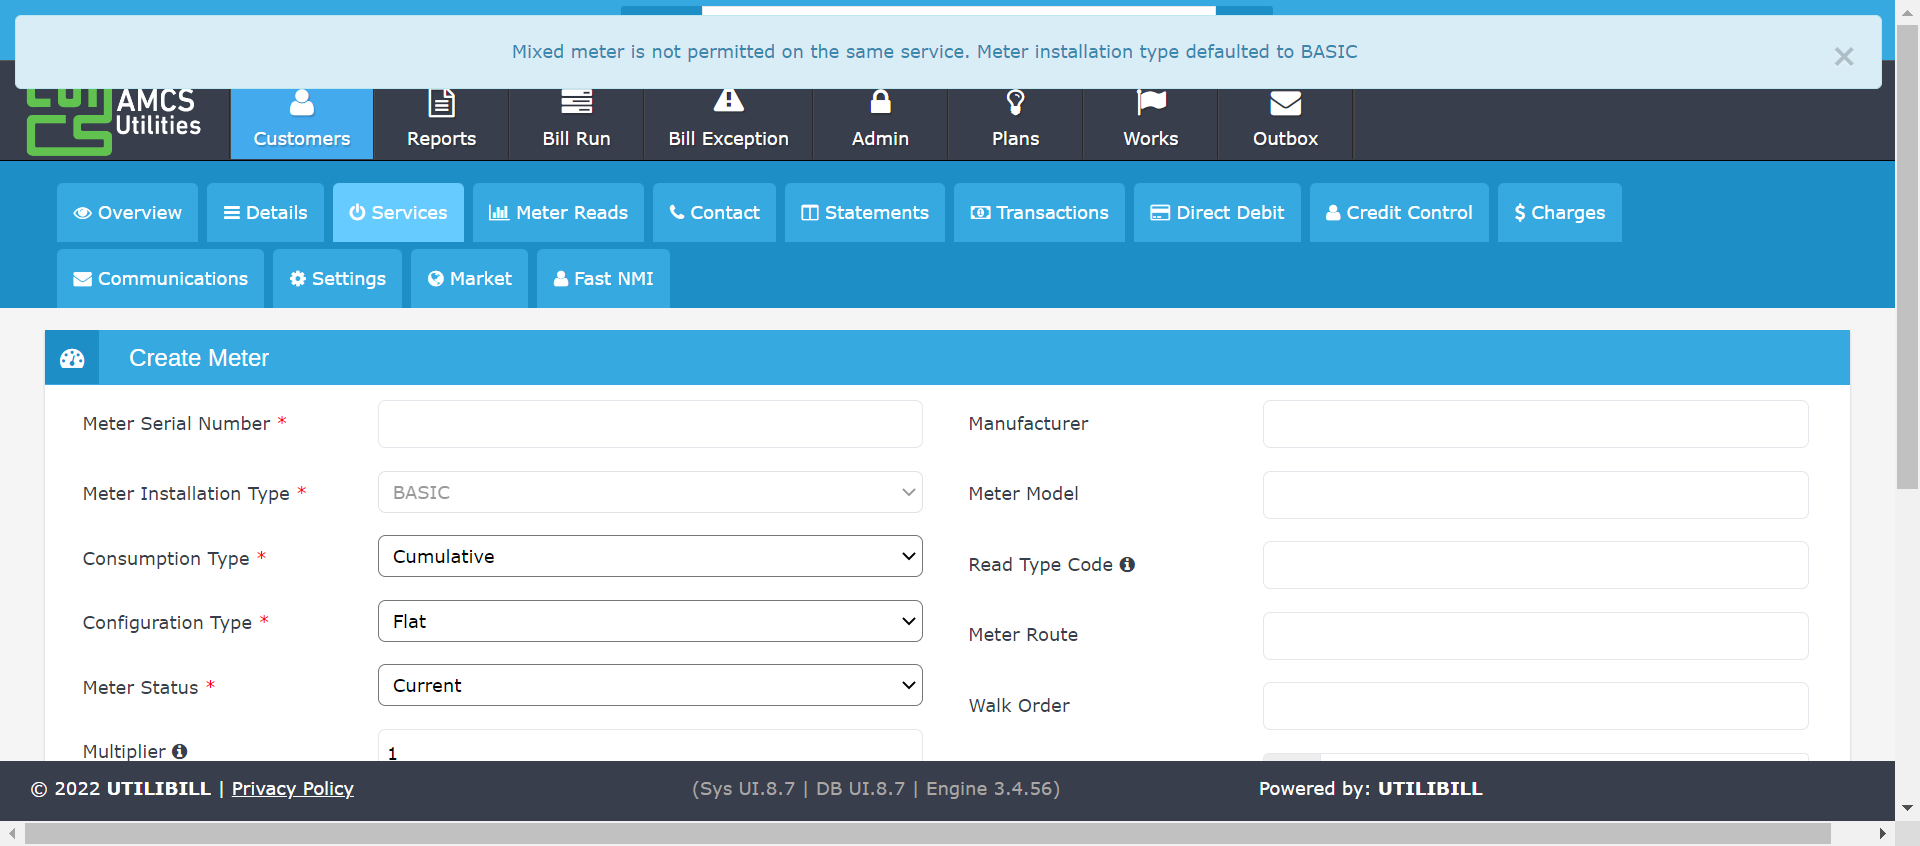 Mixed meter is not permitted on the same service. Meter installation type defaulted to BASIC
AMCS
Utilities
Customers
Reports
Bill Run
Bill Exception
Admin
Plans
Works
Outbox
Overview
Details
Services
Meter Reads
Contact
Statements
Transactions
Direct Debit
Credit Control
$ Charges
Communications
Settings
Market
Fast NMI
Create Meter
Meter Serial Number *
Manufacturer
Meter Installation Type *
BASIC
Meter Model
Consumption Type *
Cumulative
Read Type Code
Configuration Type *
Flat
Meter Route
Meter Status *
Current
Walk Order
Multiplier
1
© 2022 UTILIBILL | Privacy Policy
(Sys UI.8.7 | DB UI.8.7 | Engine 3.4.56)
Powered by: UTILIBILL